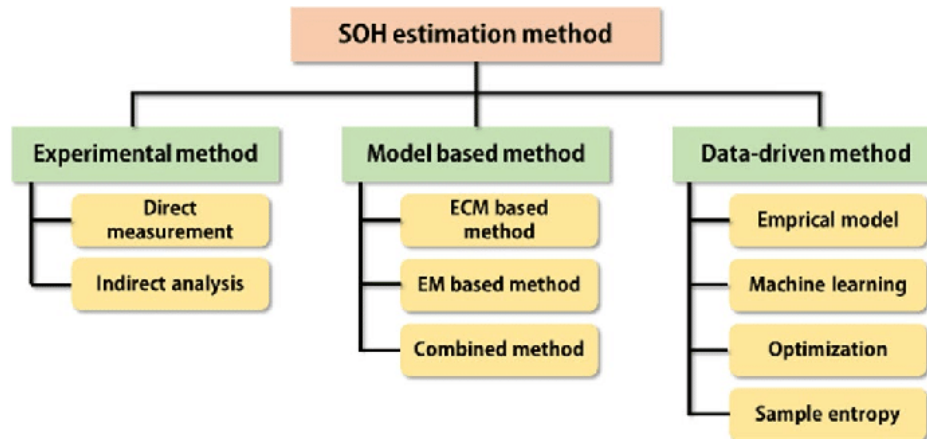 SOH estimation method
Experimental method
Direct
measurement
Indirect analysis
Model based method
ECM based
method
EM based method
Combined method
Data-driven method
Emprical model
Machine learning
Optimization
Sample entropy